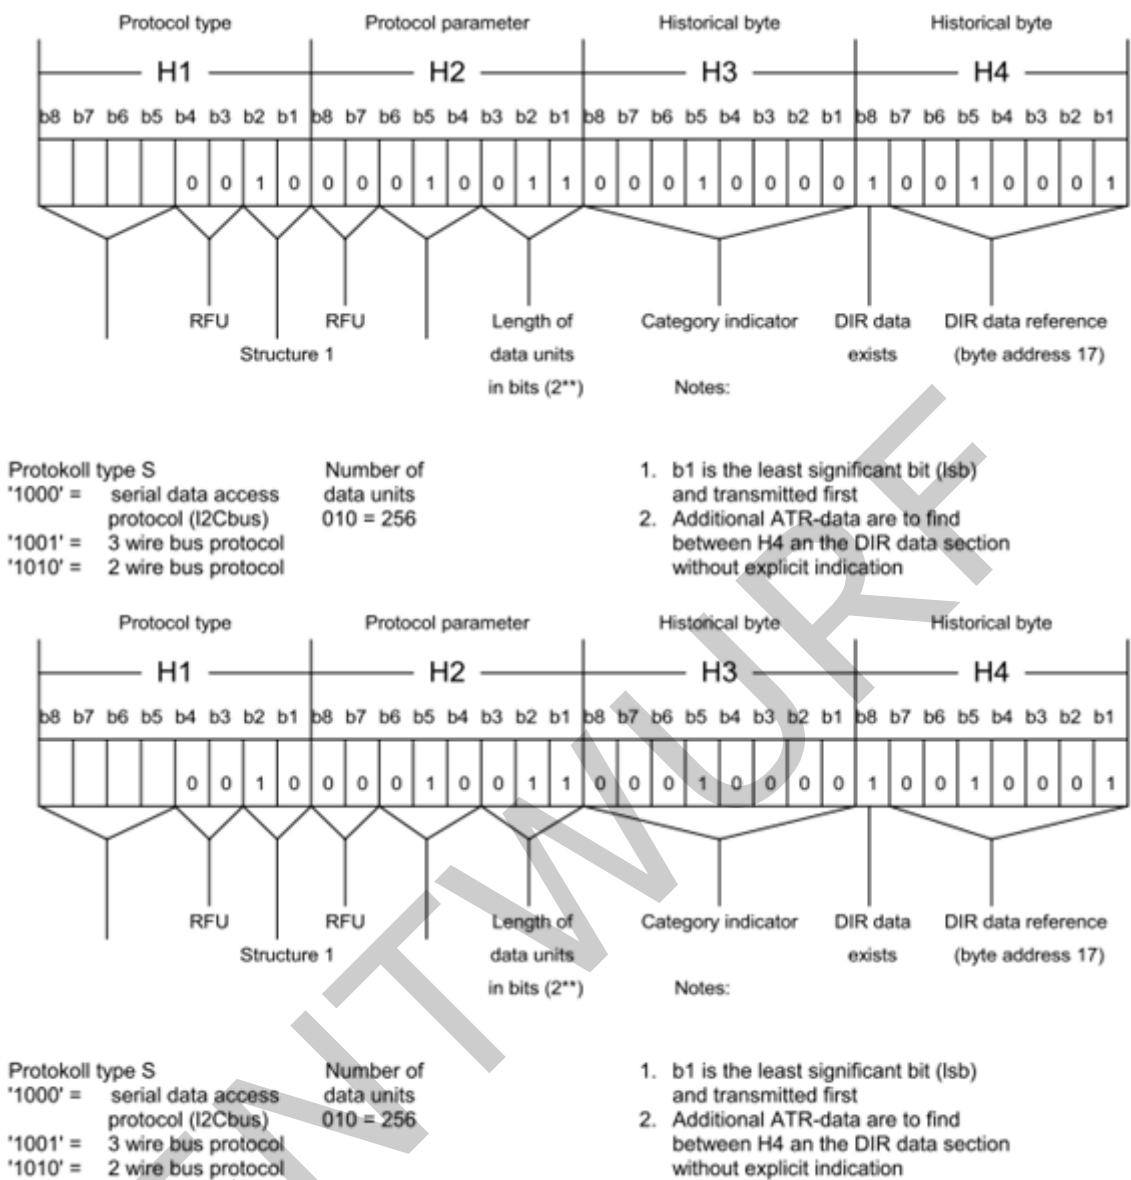 Protocol type Protocol parameter Historical byte Historical byte
H1 H2 H3 H4
b8 b7 b6 b5 b4 b3 b2 b1 b8 b7 b6 b5 b4 b3 b2 b1 b8 b7 b6 b5 b4 b3 b2 b1 b8 b7 b6 b5 b4 b3 b2 b1
0 0 1 0 0 0 0 1 0 0 1 1 0 0 0 1 0 0 0 0 1 0 0 1 0 0 0 1
RFU RFU Length of Category indicator DIR data DIR data reference
Structure 1 data units exists (byte address 17)
in bits (2**) Notes:
Protokoll type S Number of 1. b1 is the least significant bit (lsb)
'1000' = serial data access data units and transmitted first
protocol (I2Cbus) 010 = 256 2. Additional ATR-data are to find
'1001' = 3 wire bus protocol between H4 an the DIR data section
'1010' = 2 wire bus protocol without explicit indication
Protocol type Protocol parameter Historical byte Historical byte
H1 H2 H3 H4
b8 b7 b6 b5 b4 b3 b2 b1 b8 b7 b6 b5 b4 b3 b2 b1 b8 b7 b6 b5 b4 b3 b2 b1 b8 b7 b6 b5 b4 b3 b2 b1
0 0 1 0 0 0 0 1 0 0 1 1 0 0 0 1 0 0 0 0 1 0 0 1 0 0 0 1
RFU RFU Length of Category indicator DIR data DIR data reference
Structure 1 data units exists (byte address 17)
in bits (2**) Notes:
Protokoll type S Number of 1. b1 is the least significant bit (lsb)
'1000' = serial data access data units and transmitted first
protocol (I2Cbus) 010 = 256 2. Additional ATR-data are to find
'1001' = 3 wire bus protocol between H4 an the DIR data section
'1010' = 2 wire bus protocol without explicit indication
ENTWURF